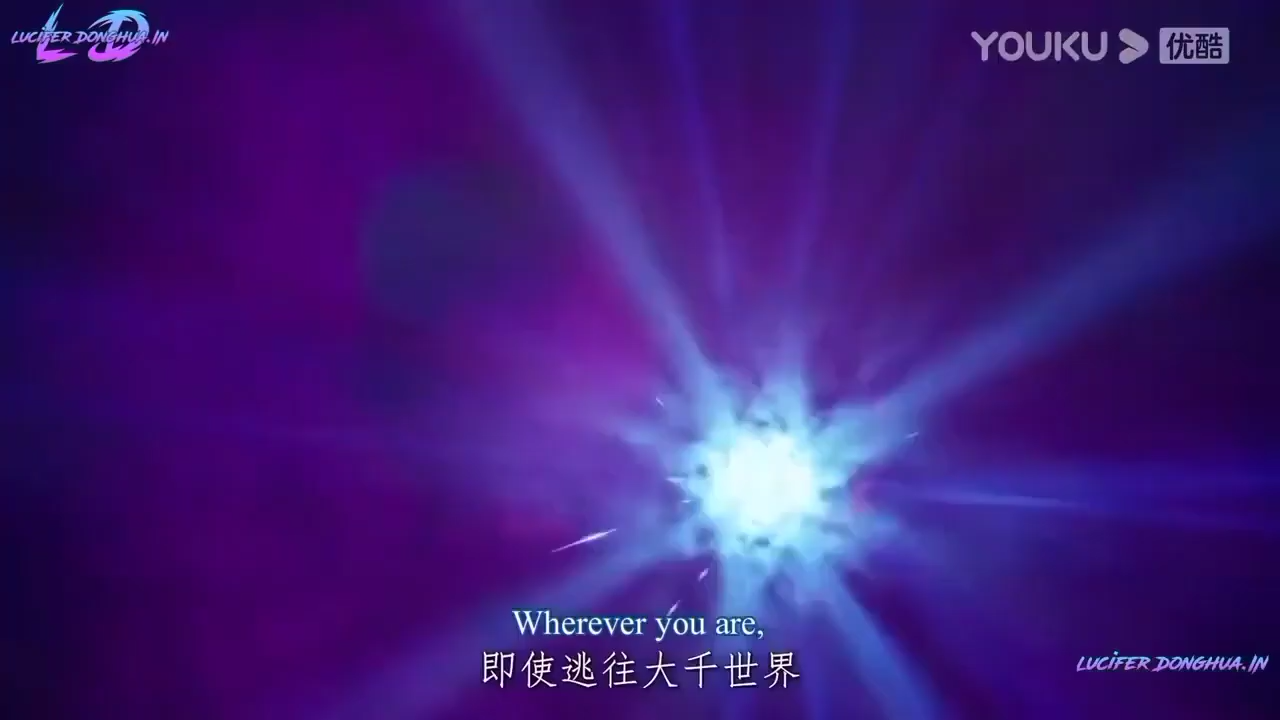 LUCIFER DONGHUA.IN
LD
YOUKU 优酷
Wherever you are,
即使逃往大千世界
LUCIFER DONGHUA.IN